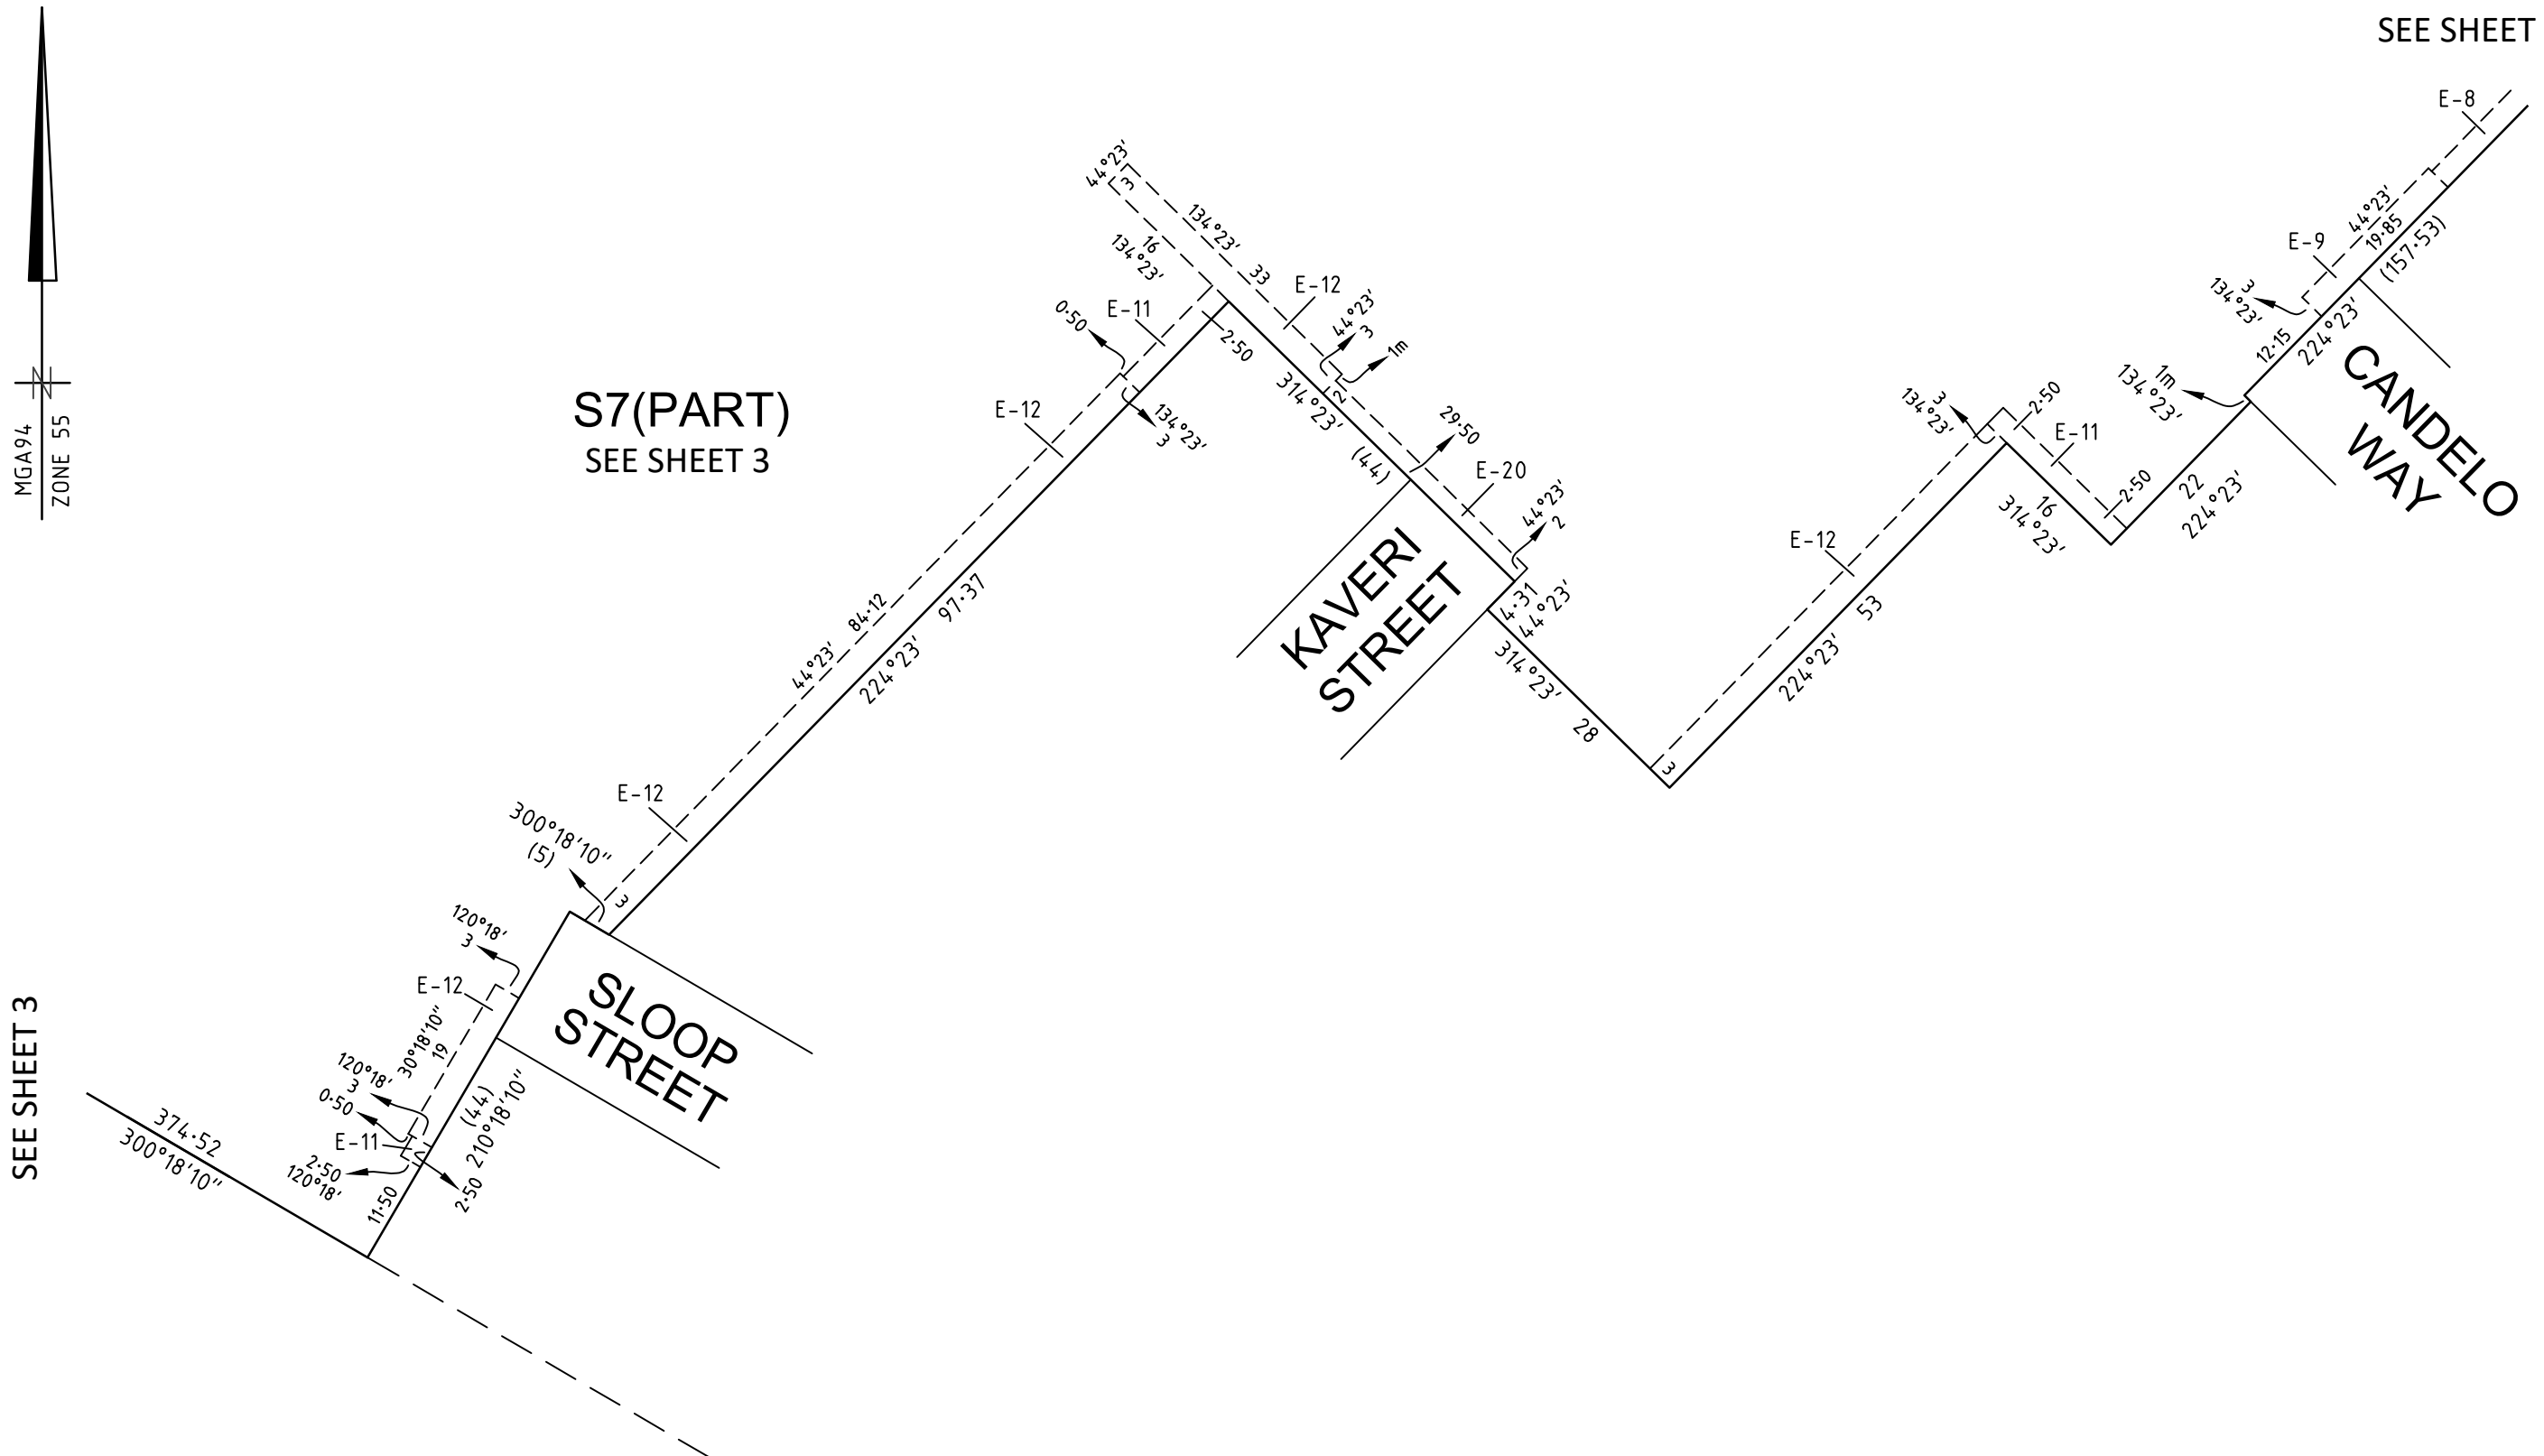 SEE SHEET
E-8
44°23'
3
134°23'
44°23'
19·85
(157·53)
E-9
16
134°23'
33
E-12
3
134°23'
E-11
0·50
44°23'
3
1m
2·50
12·15
224°23'
CANDELO
WAY
S7(PART)
SEE SHEET 3
MGA94
ZONE 55
N
E-12
134°23'
3
314°23'
(44)
2
29·50
1m
134°23'
3
134°23'
2·50
E-11
E-20
2·50
22
224°23'
16
314°23'
44°23'
2
KAVERI
STREET
4·31
44°23'
E-12
53
224°23'
84·12
44°23'
97·37
224°23'
314°23'
28
3
E-12
300°18'10"
(5)
3
120°18'
3
E-12
SLOOP
STREET
30°18'10"
19
SEE SHEET 3
120°18'
3
0·50
(44)
210°18'10"
E-11
2·50
120°18'
2·50
11·50
374·52
300°18'10"